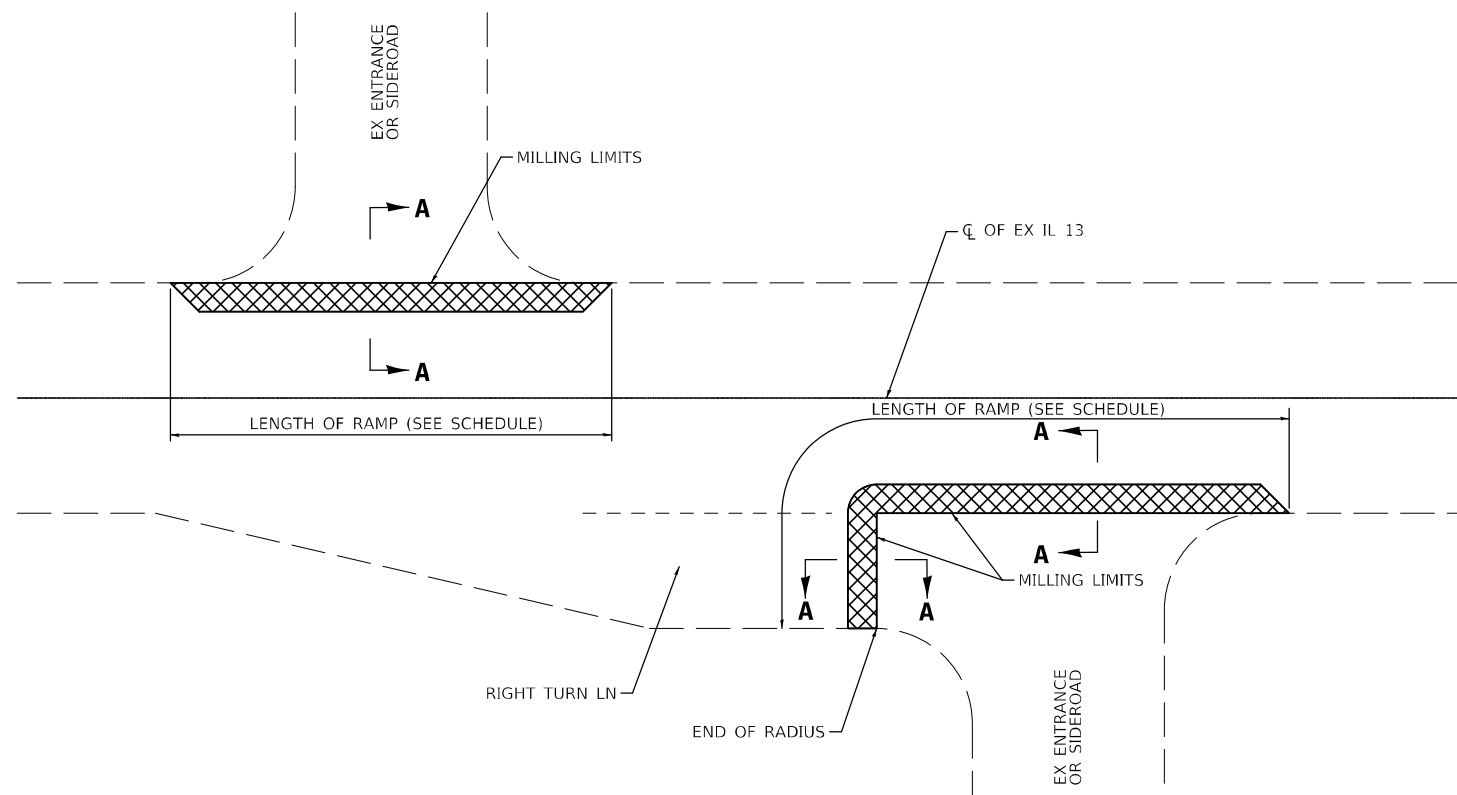 EX ENTRANCE
OR SIDEROAD
MILLING LIMITS
A
℄ OF EX IL 13
A
LENGTH OF RAMP (SEE SCHEDULE)
LENGTH OF RAMP (SEE SCHEDULE)
A
A
MILLING LIMITS
A
A
RIGHT TURN LN
END OF RADIUS
EX ENTRANCE
OR SIDEROAD